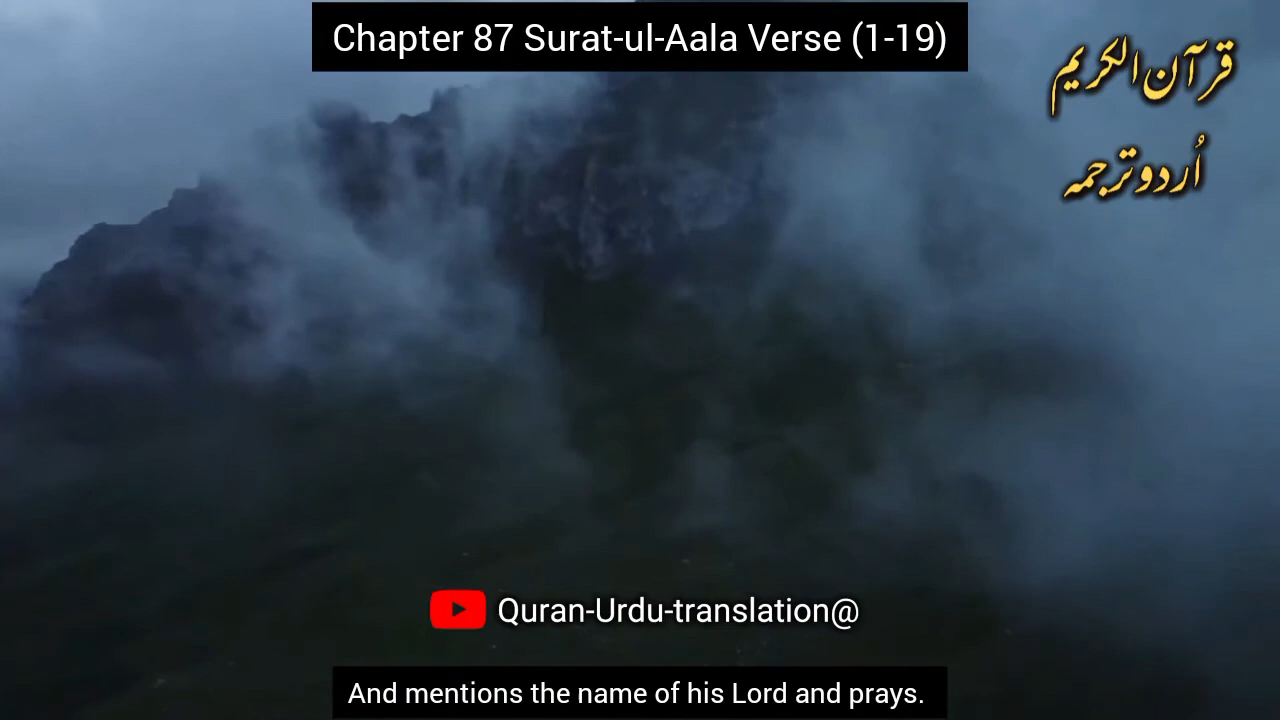 Chapter 87 Surat-ul-Aala Verse (1-19)
قرآن الکریم
اُردو ترجمہ
Quran-Urdu-translation@
And mentions the name of his Lord and prays.